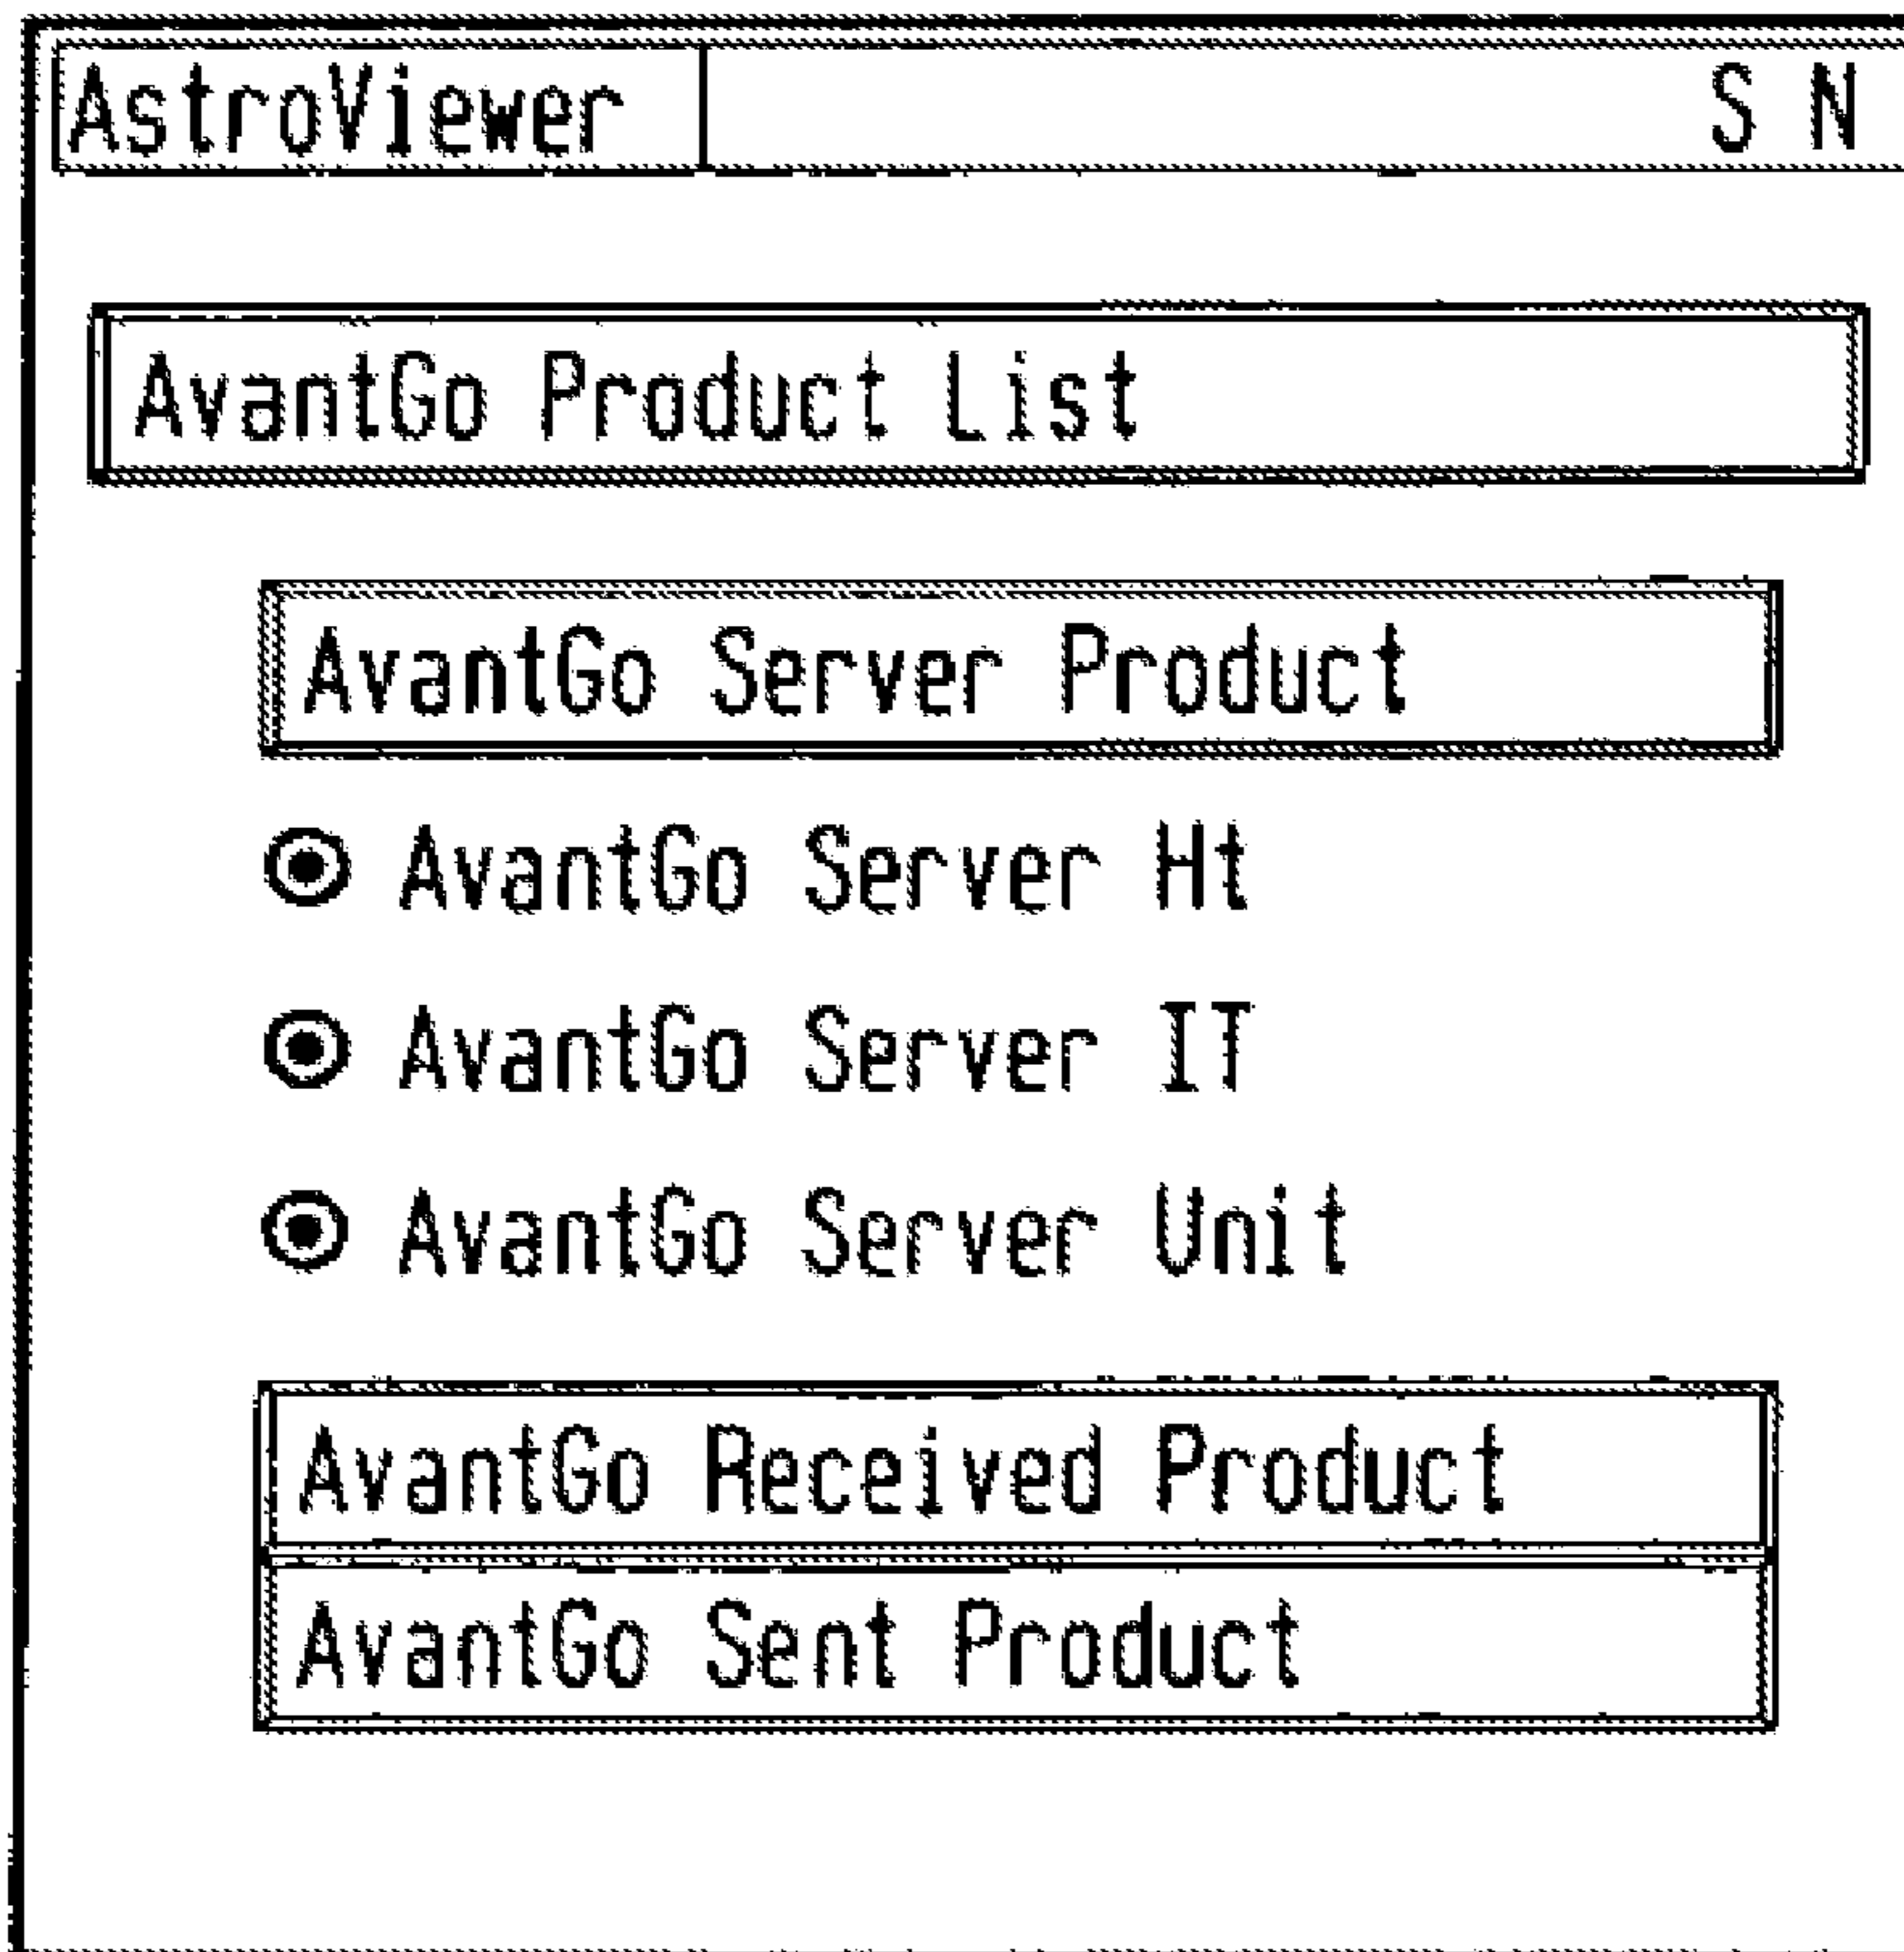 AstroViewer S N
AvantGo Product List
AvantGo Server Product
AvantGo Server Ht
AvantGo Server IT
AvantGo Server Unit
AvantGo Received Product
AvantGo Sent Product